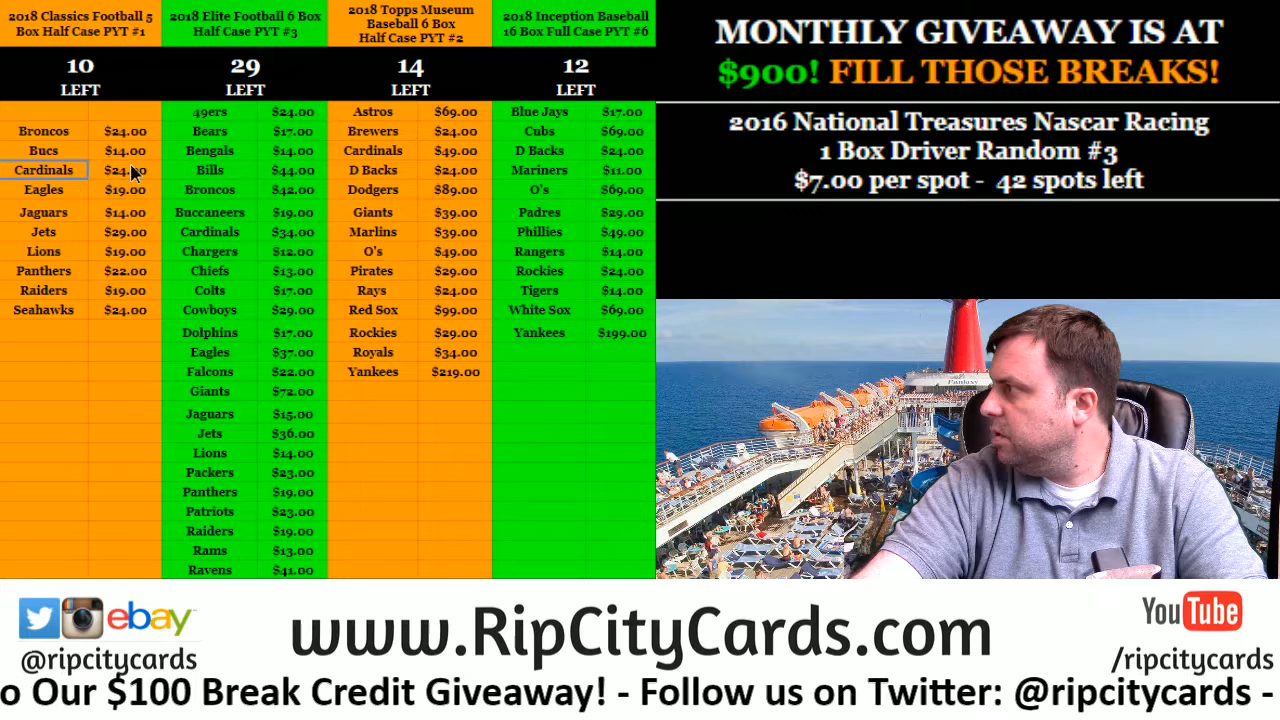 2018 Classics Football 5
Box Half Case PYT #1
10
LEFT
Broncos $24.00
Bucs $14.00
Cardinals
Eagles $19.00
Jaguars $14.00
Jets $29.00
Lions $19.00
Panthers $22.00
Raiders $19.00
Seahawks $24.00
2018 Elite Football 6 Box
Half Case PYT #3
29
LEFT
49ers $24.00
Bears $17.00
Bengals $14.00
Bills $44.00
Broncos $42.00
Buccaneers $19.00
Cardinals $34.00
Chargers $12.00
Chiefs $13.00
Colts $17.00
Cowboys $29.00
Dolphins $17.00
Eagles $37.00
Falcons $22.00
Giants $72.00
Jaguars $15.00
Jets $36.00
Lions $14.00
Packers $23.00
Panthers $19.00
Patriots $23.00
Raiders $19.00
Rams $13.00
Ravens $41.00
2018 Topps Museum
Baseball 6 Box
Half Case PYT #2
14
LEFT
Astros $69.00
Brewers $24.00
Cardinals $49.00
D Backs $24.00
Dodgers $89.00
Giants $39.00
Marlins $39.00
O's $49.00
Pirates $29.00
Rays $24.00
Red Sox $99.00
Rockies $29.00
Royals $34.00
Yankees $219.00
2018 Inception Baseball
16 Box Full Case PYT #6
12
LEFT
Blue Jays $17.00
Cubs $69.00
D Backs $24.00
Mariners $11.00
O's $69.00
Padres $29.00
Phillies $49.00
Rangers $14.00
Rockies $24.00
Tigers $14.00
White Sox $69.00
Yankees $199.00
MONTHLY GIVEAWAY IS AT
$900! FILL THOSE BREAKS!
2016 National Treasures Nascar Racing
1 Box Driver Random #3
$7.00 per spot - 42 spots left
ebay
@ripcitycards
www.RipCityCards.com
YouTube
/ripcitycards
o Our $100 Break Credit Giveaway! - Follow us on Twitter: @ripcitycards -